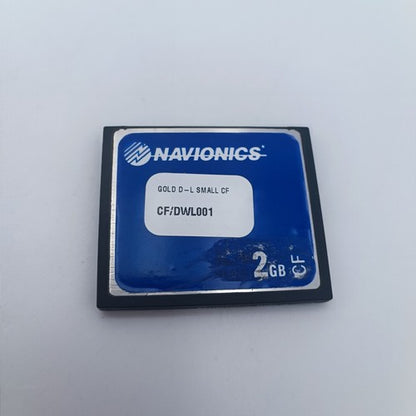 NAVIONICS
GOLD D-L SMALL CF
CF/DWL001
2GB CF